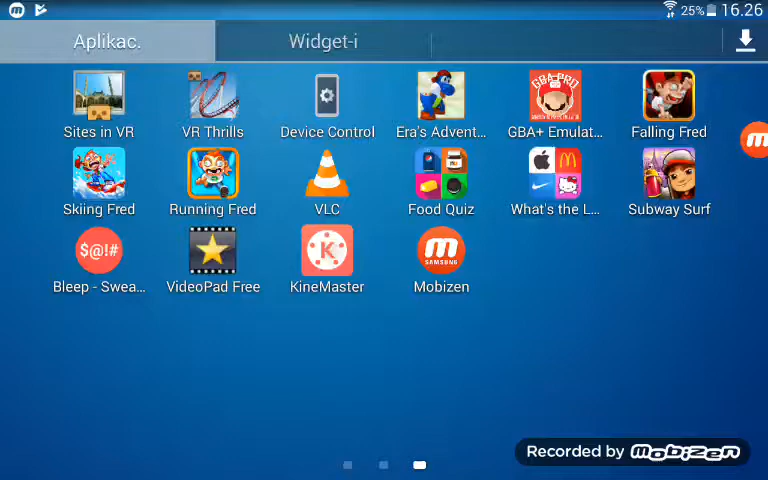 25% 16.26
Aplikac. Widget-i
Sites in VR VR Thrills Device Control Era's Advent... GBA+ Emulat... Falling Fred
Skiing Fred Running Fred VLC Food Quiz What's the L... Subway Surf
$@!#
SAMSUNG
Bleep - Swea... VideoPad Free KineMaster Mobizen
Recorded by Mobizen